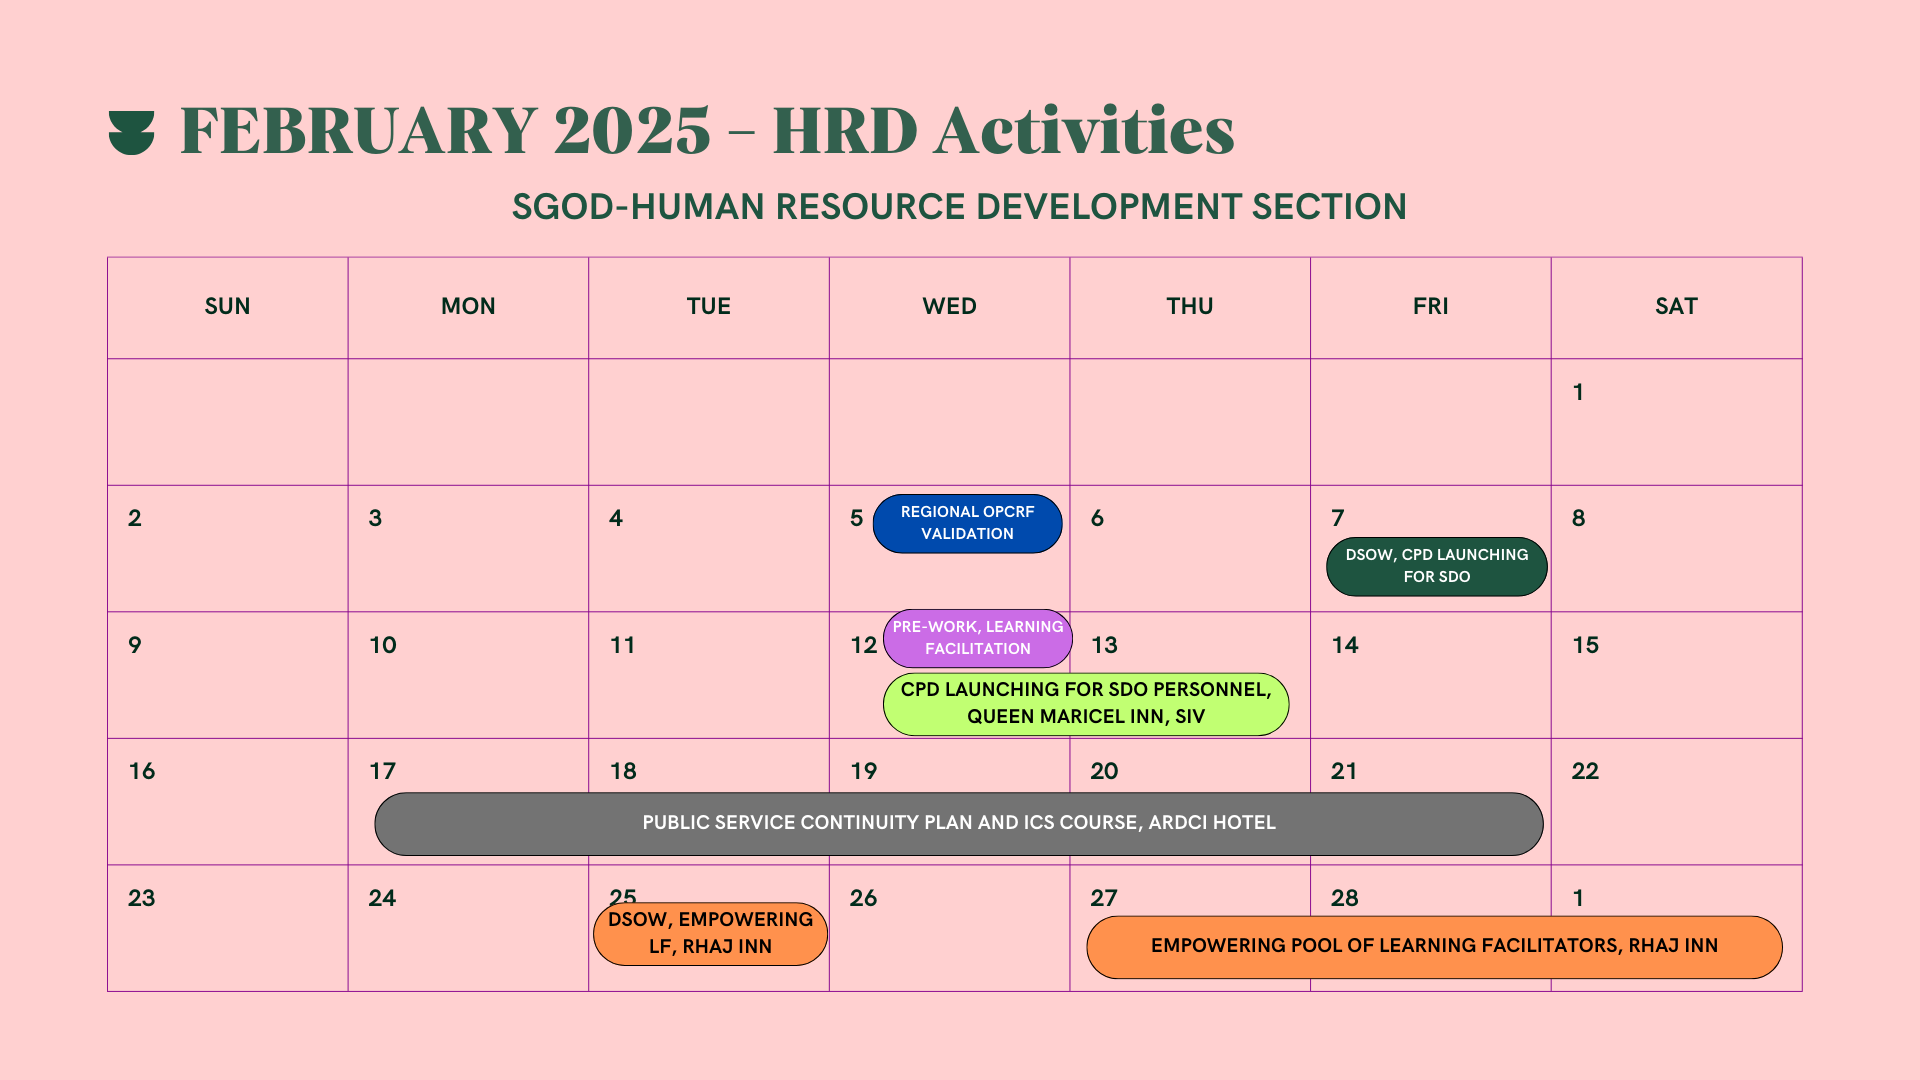 FEBRUARY 2025 – HRD Activities
SGOD-HUMAN RESOURCE DEVELOPMENT SECTION
SUN MON TUE WED THU FRI SAT
1
2 3 4 5 6 7 8
REGIONAL OPCRF
VALIDATION
DSOW, CPD LAUNCHING
FOR SDO
9 10 11 12 13 14 15
PRE-WORK, LEARNING
FACILITATION
CPD LAUNCHING FOR SDO PERSONNEL,
QUEEN MARICEL INN, SIV
16 17 18 19 20 21 22
PUBLIC SERVICE CONTINUITY PLAN AND ICS COURSE, ARDCI HOTEL
23 24 25 26 27 28 1
DSOW, EMPOWERING
LF, RHAJ INN
EMPOWERING POOL OF LEARNING FACILITATORS, RHAJ INN